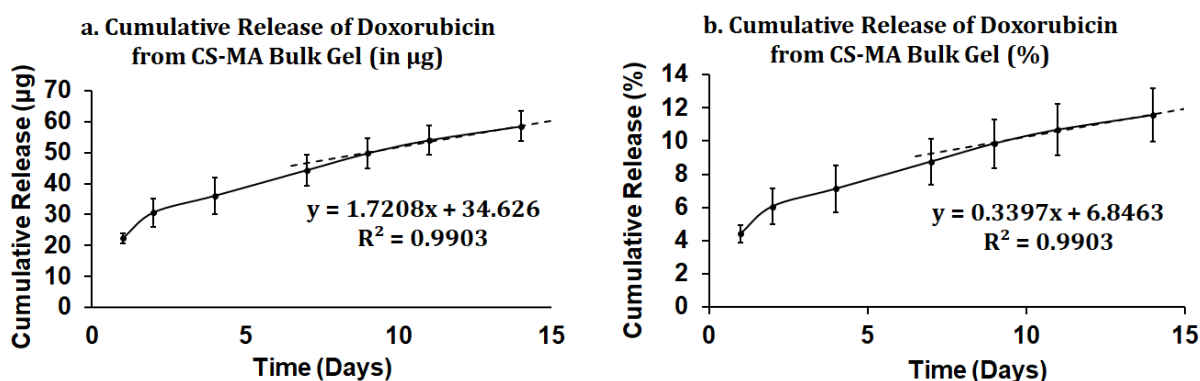 a. Cumulative Release of Doxorubicin
from CS-MA Bulk Gel (in µg)
Cumulative Release (µg)
70
60
50
40
30
20
10
0
y = 1.7208x + 34.626
R² = 0.9903
0 5 10 15
Time (Days)
b. Cumulative Release of Doxorubicin
from CS-MA Bulk Gel (%)
Cumulative Release (%)
14
12
10
8
6
4
2
0
y = 0.3397x + 6.8463
R² = 0.9903
0 5 10 15
Time (Days)